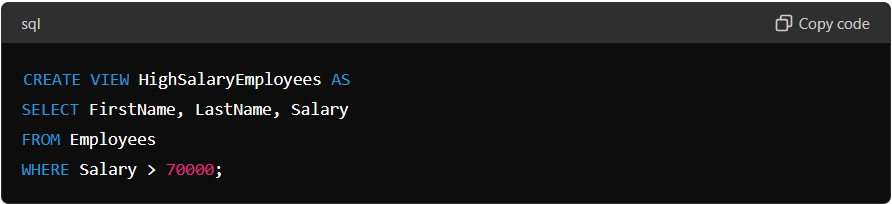 sql
Copy code
CREATE VIEW HighSalaryEmployees AS
SELECT FirstName, LastName, Salary
FROM Employees
WHERE Salary > 70000;